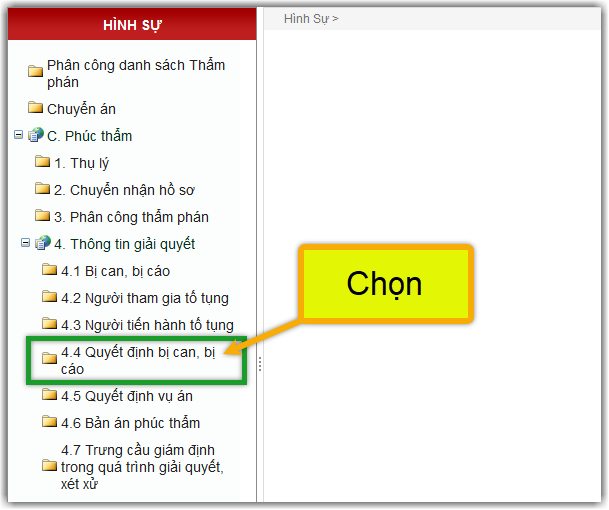 HÌNH SỰ
Hình Sự >
Phân công danh sách Thẩm
phán
Chuyển án
C. Phúc thẩm
1. Thụ lý
2. Chuyển nhận hồ sơ
3. Phân công thẩm phán
4. Thông tin giải quyết
4.1 Bị can, bị cáo
4.2 Người tham gia tố tụng
4.3 Người tiến hành tố tụng
4.4 Quyết định bị can, bị
cáo
4.5 Quyết định vụ án
4.6 Bản án phúc thẩm
4.7 Trưng cầu giám định
trong quá trình giải quyết,
xét xử
Chọn